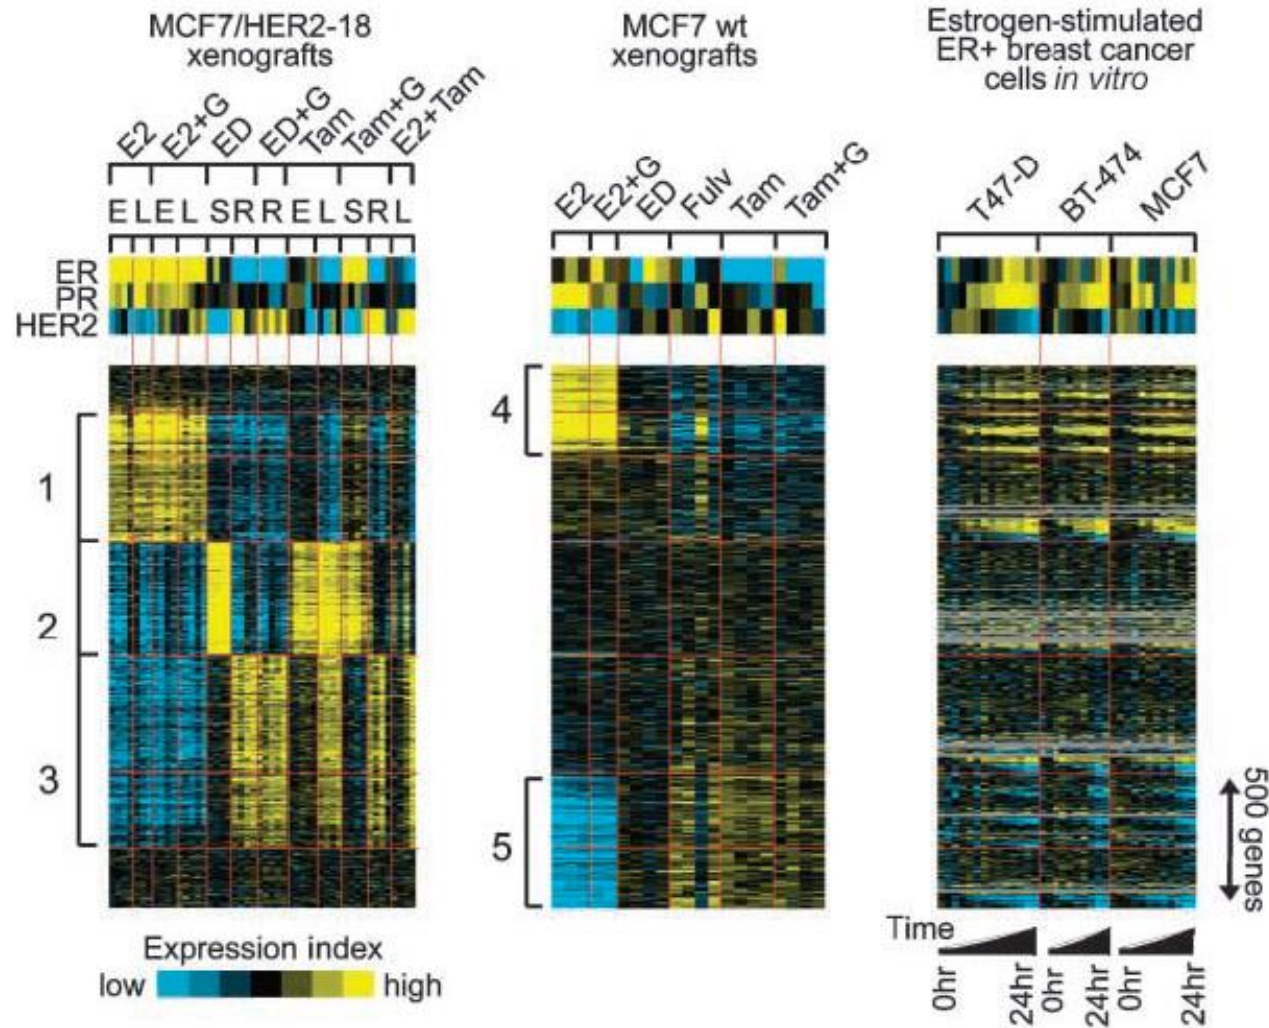 MCF7/HER2-18
xenografts
E2
E2+G
ED
ED+G
Tam
Tam+G
E2+Tam
E L E L S R R E L S R L
ER
PR
HER2
1
2
3
Expression index
low high
MCF7 wt
xenografts
E2
E2+G
ED
Fulv
Tam
Tam+G
4
5
Estrogen-stimulated
ER+ breast cancer
cells in vitro
T47-D
BT-474
MCF7
500 genes
Time
0hr
24hr
0hr
24hr
0hr
24hr